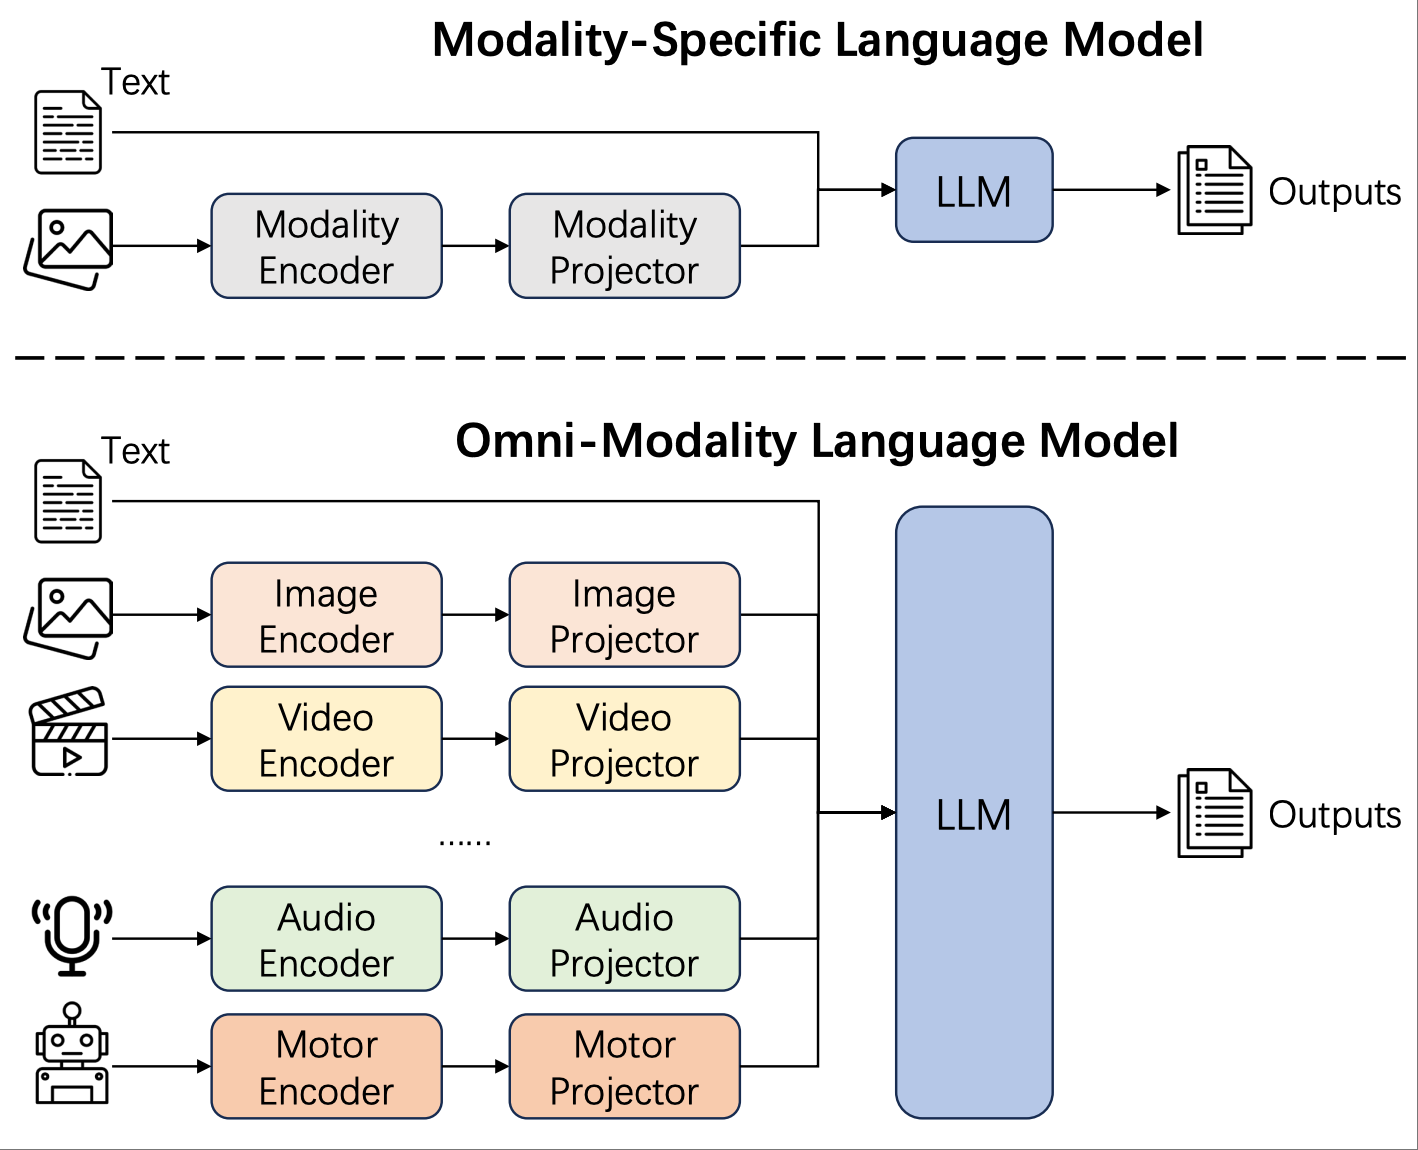 Modality-Specific Language Model
Text
Modality
Encoder
Modality
Projector
LLM
Outputs
Omni-Modality Language Model
Text
Image
Encoder
Image
Projector
Video
Encoder
Video
Projector
......
LLM
Outputs
Audio
Encoder
Audio
Projector
Motor
Encoder
Motor
Projector